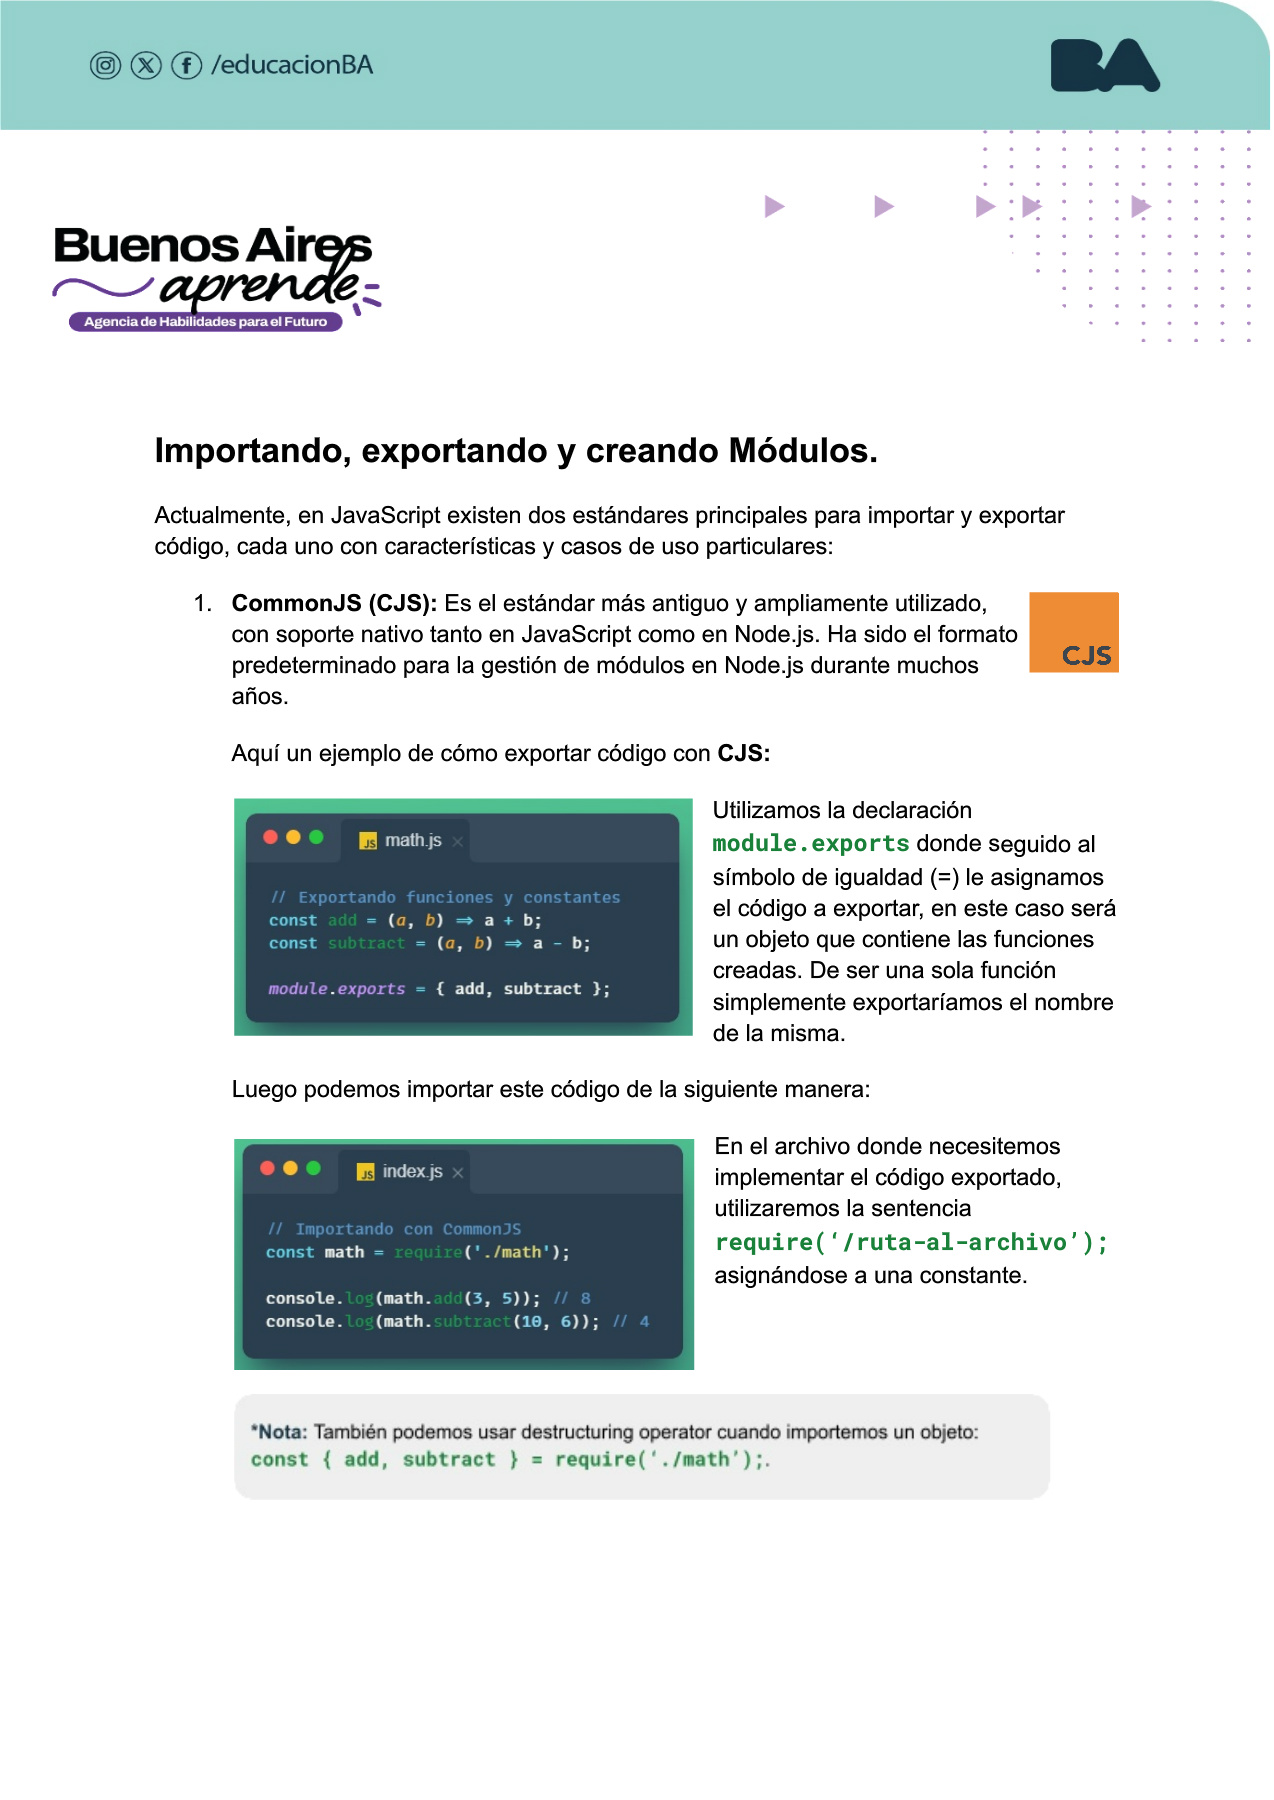 /educacionBA
BA
Buenos Aires
aprende
Agencia de Habilidades para el Futuro
Importando, exportando y creando Módulos.
Actualmente, en JavaScript existen dos estándares principales para importar y exportar
código, cada uno con características y casos de uso particulares:
1. CommonJS (CJS): Es el estándar más antiguo y ampliamente utilizado,
con soporte nativo tanto en JavaScript como en Node.js. Ha sido el formato
predeterminado para la gestión de módulos en Node.js durante muchos
años.
CJS
Aquí un ejemplo de cómo exportar código con CJS:
JS math.js ×
// Exportando funciones y constantes
const add = (a, b) ⇒ a + b;
const subtract = (a, b) ⇒ a - b;
module.exports = { add, subtract };
Utilizamos la declaración
module.exports donde seguido al
símbolo de igualdad (=) le asignamos
el código a exportar, en este caso será
un objeto que contiene las funciones
creadas. De ser una sola función
simplemente exportaríamos el nombre
de la misma.
Luego podemos importar este código de la siguiente manera:
JS index.js ×
// Importando con CommonJS
const math = require('./math');
console.log(math.add(3, 5)); // 8
console.log(math.subtract(10, 6)); // 4
En el archivo donde necesitemos
implementar el código exportado,
utilizaremos la sentencia
require(‘/ruta-al-archivo’);
asignándose a una constante.
*Nota: También podemos usar destructuring operator cuando importemos un objeto:
const { add, subtract } = require(‘./math’);.